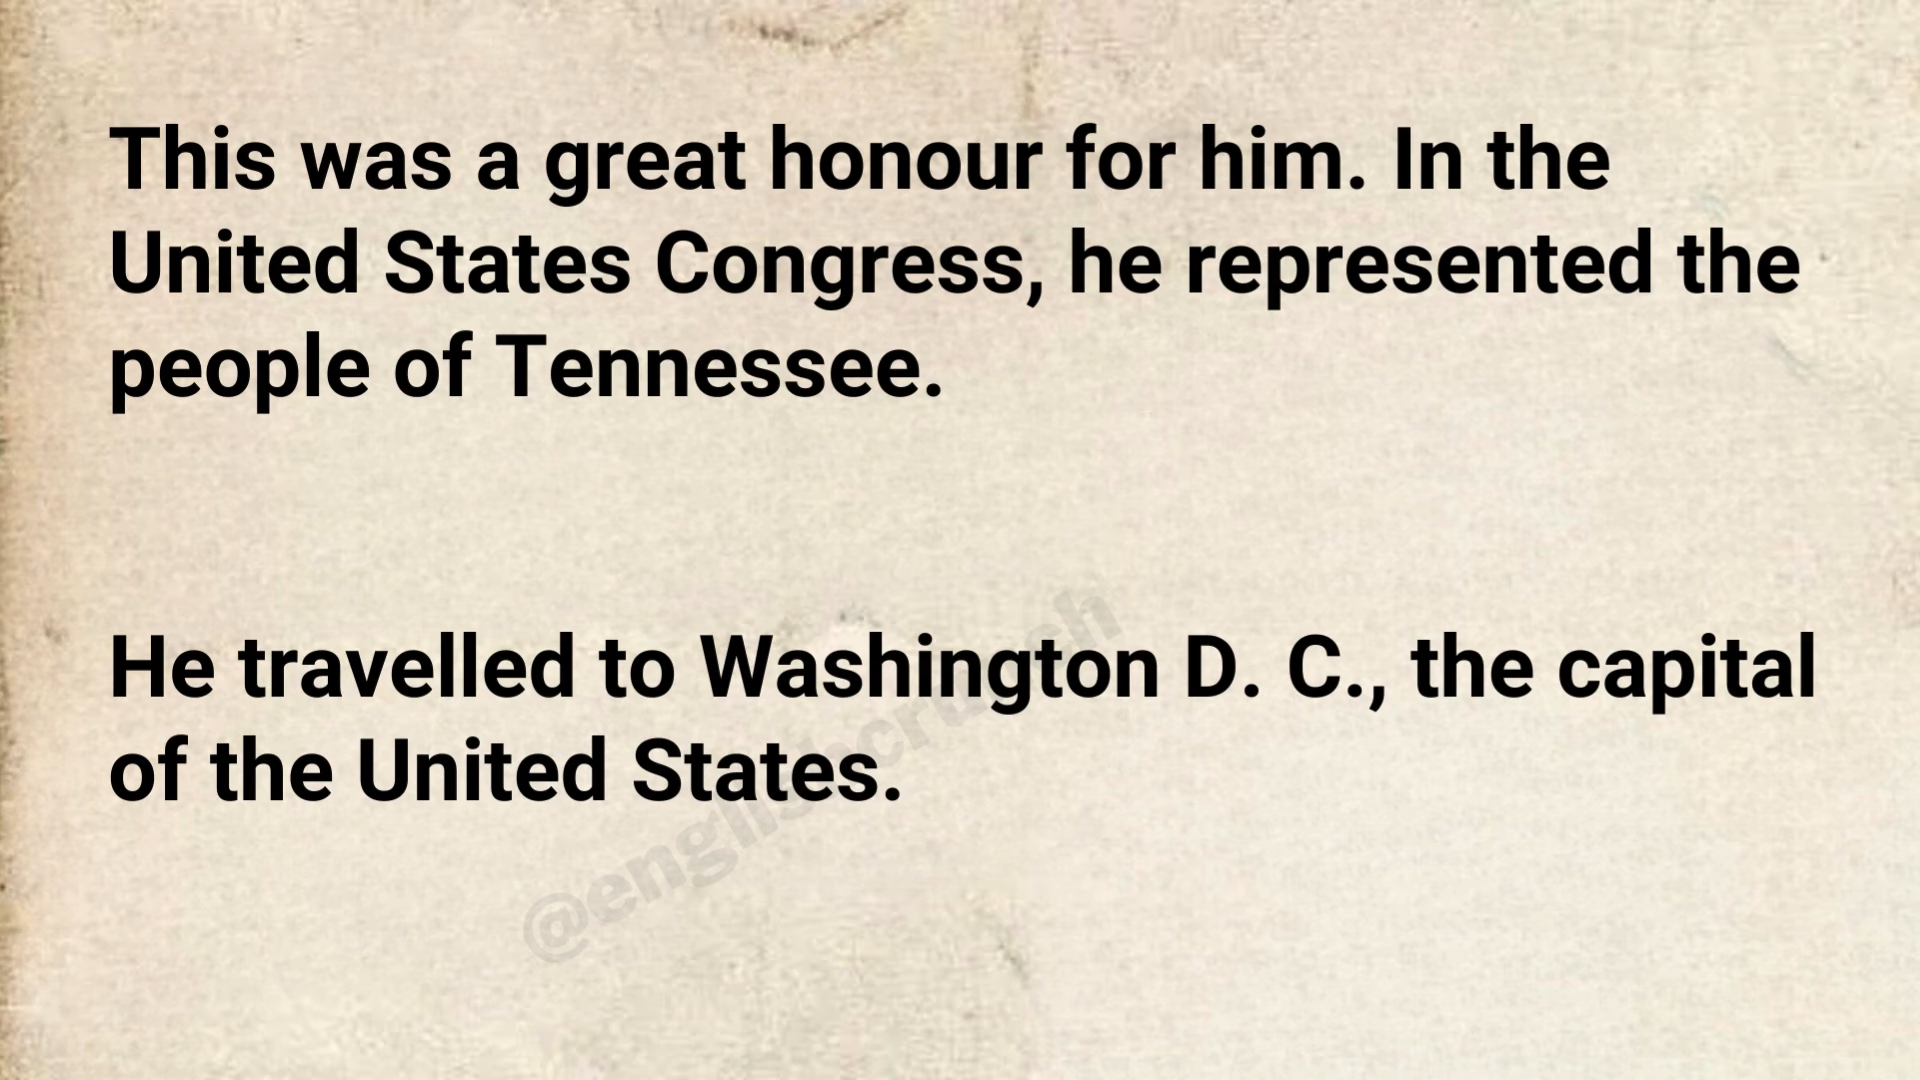 This was a great honour for him. In the
United States Congress, he represented the
people of Tennessee.
He travelled to Washington D. C., the capital
of the United States.
@englishcrunch